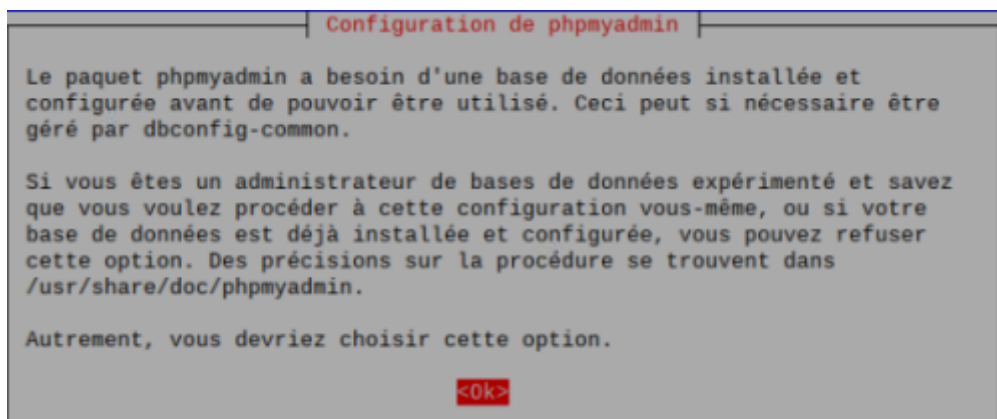 Configuration de phpmyadmin
Le paquet phpmyadmin a besoin d'une base de données installée et
configurée avant de pouvoir être utilisé. Ceci peut si nécessaire être
géré par dbconfig-common.
Si vous êtes un administrateur de bases de données expérimenté et savez
que vous voulez procéder à cette configuration vous-même, ou si votre
base de données est déjà installée et configurée, vous pouvez refuser
cette option. Des précisions sur la procédure se trouvent dans
/usr/share/doc/phpmyadmin.
Autrement, vous devriez choisir cette option.
<Ok>